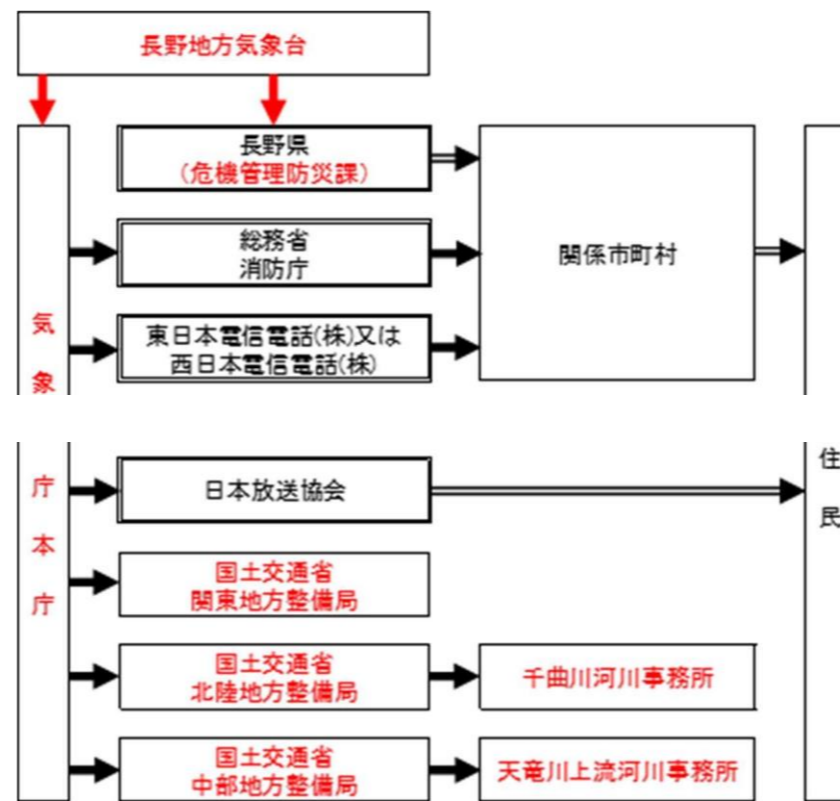 長野地方気象台
長野県
(危機管理防災課)
総務省
消防庁
関係市町村
東日本電信電話(株)又は
西日本電信電話(株)
気象
庁本庁
日本放送協会
住民
国土交通省
関東地方整備局
国土交通省
北陸地方整備局
千曲川河川事務所
国土交通省
中部地方整備局
天竜川上流河川事務所